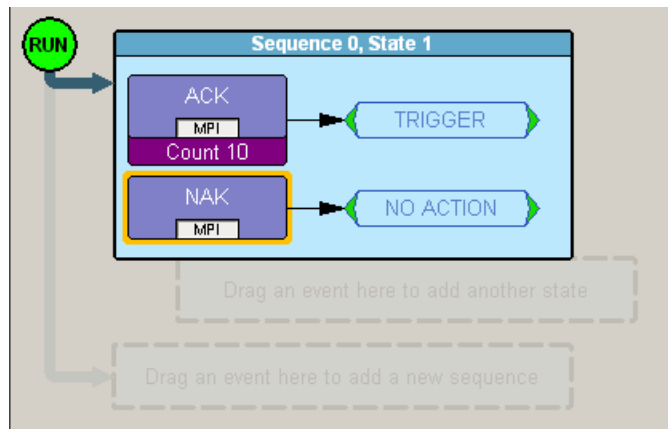 RUN
Sequence 0, State 1
ACK
MPI
Count 10
TRIGGER
NAK
MPI
NO ACTION
Drag an event here to add another state
Drag an event here to add a new sequence